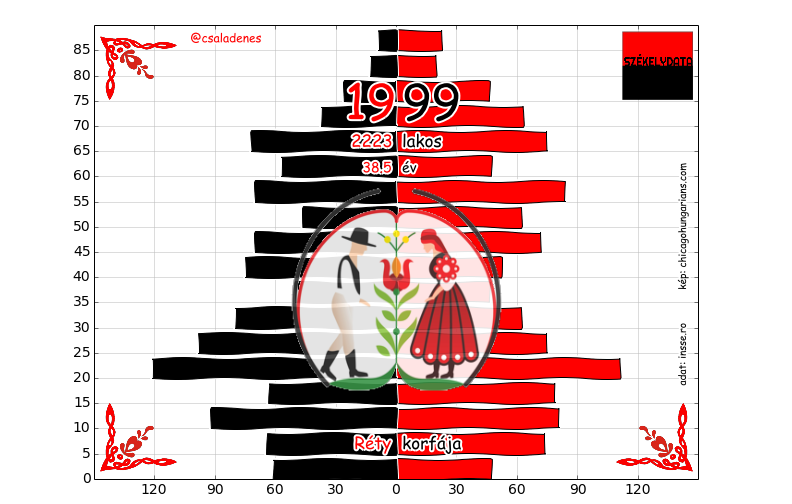 @csaladenes
SZÉKELYDATA
1999
2223 lakos
38.5 év
kép: chicagohungarians.com
adat: insse.ro
Réty korfája
85
80
75
70
65
60
55
50
45
40
35
30
25
20
15
10
5
0
120 90 60 30 0 30 60 90 120